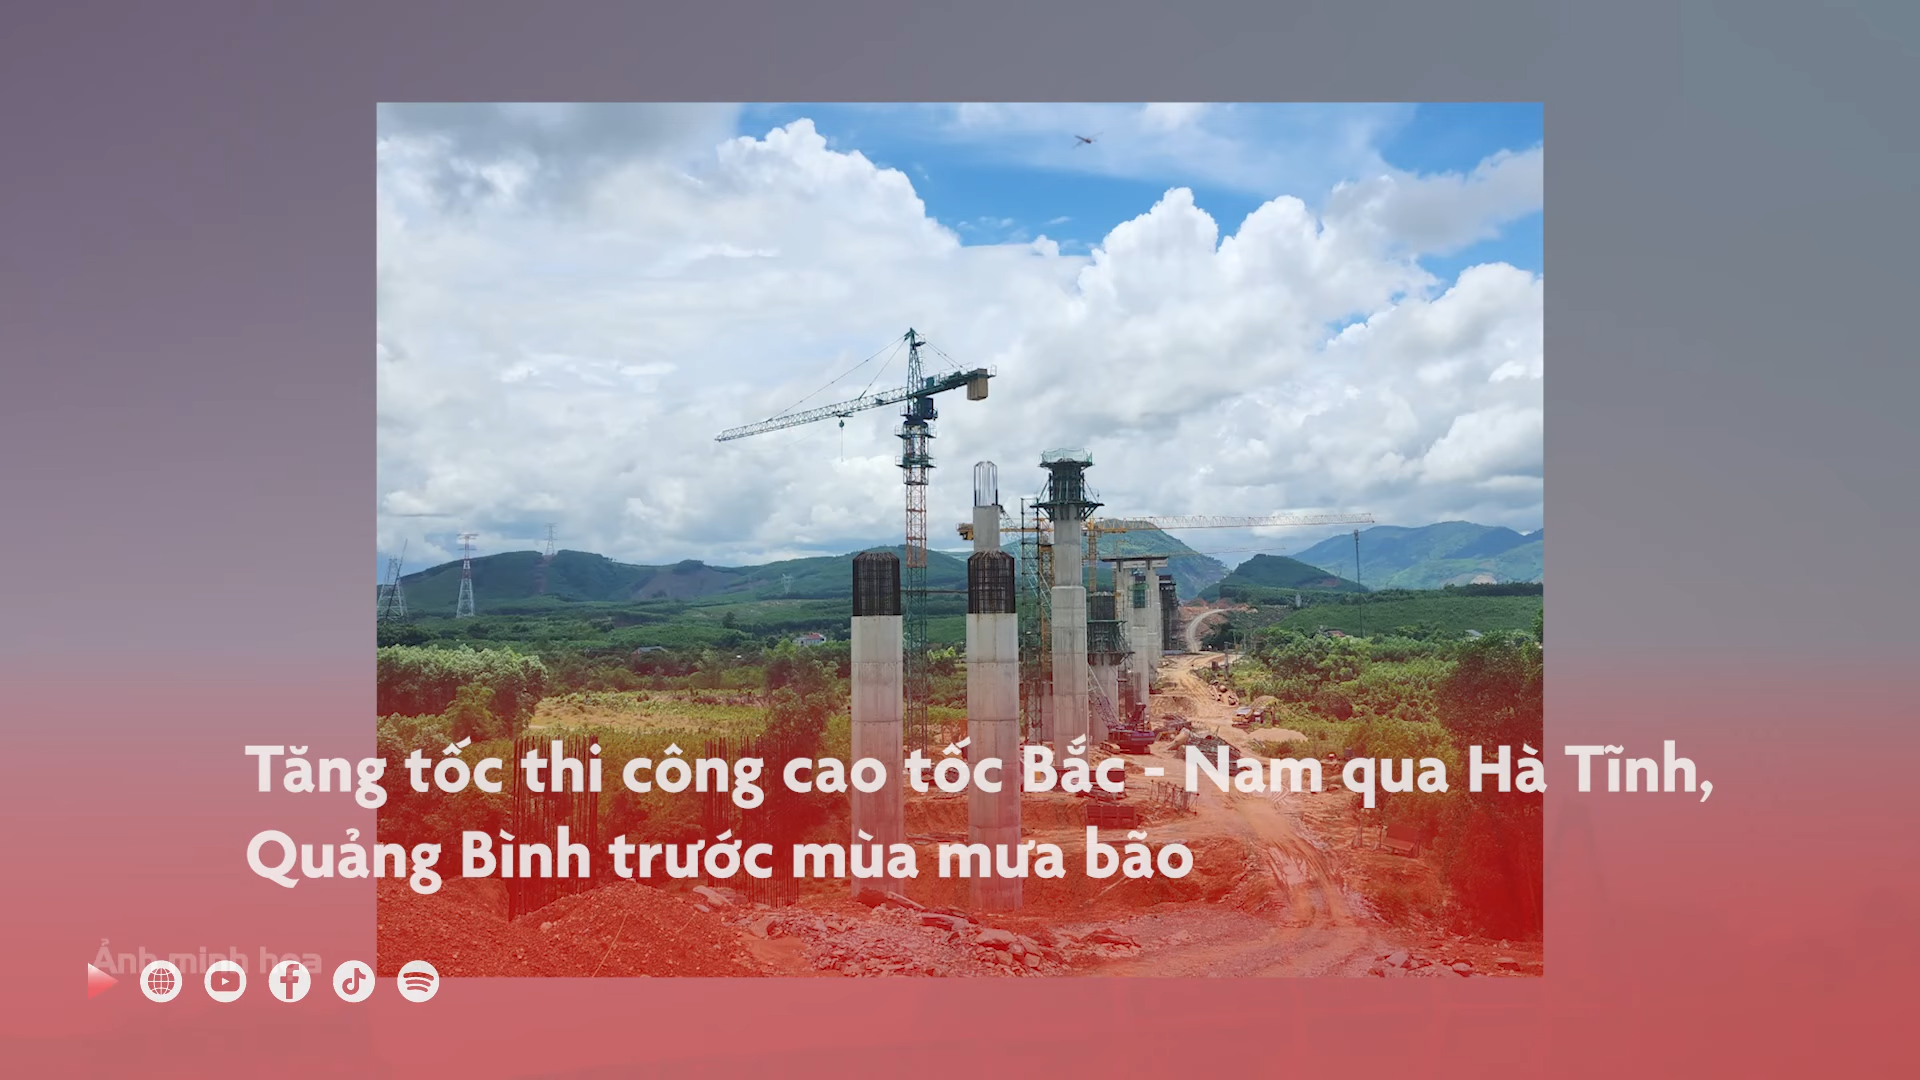 Tăng tốc thi công cao tốc Bắc - Nam qua Hà Tĩnh,
Quảng Bình trước mùa mưa bão
Ảnh minh họa